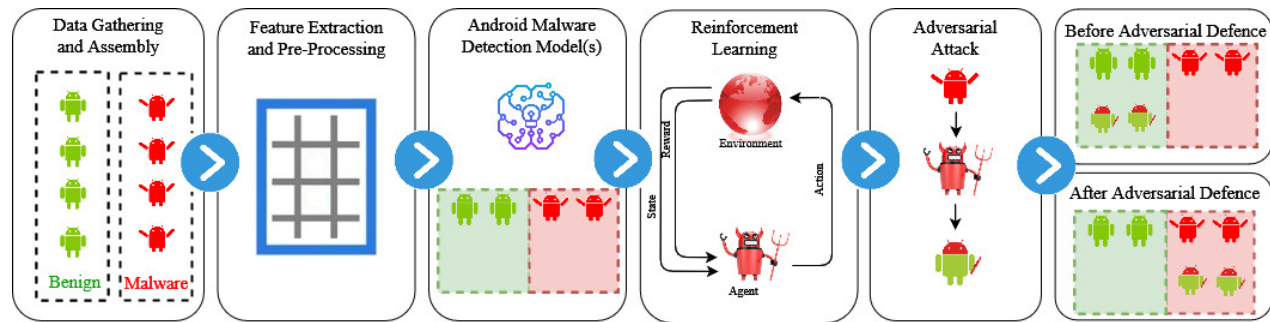 Data Gathering
and Assembly
Benign
Malware
Feature Extraction
and Pre-Processing
Android Malware
Detection Model(s)
Reinforcement
Learning
Reward
State
Environment
Action
Agent
Adversarial
Attack
Before Adversarial Defence
After Adversarial Defence